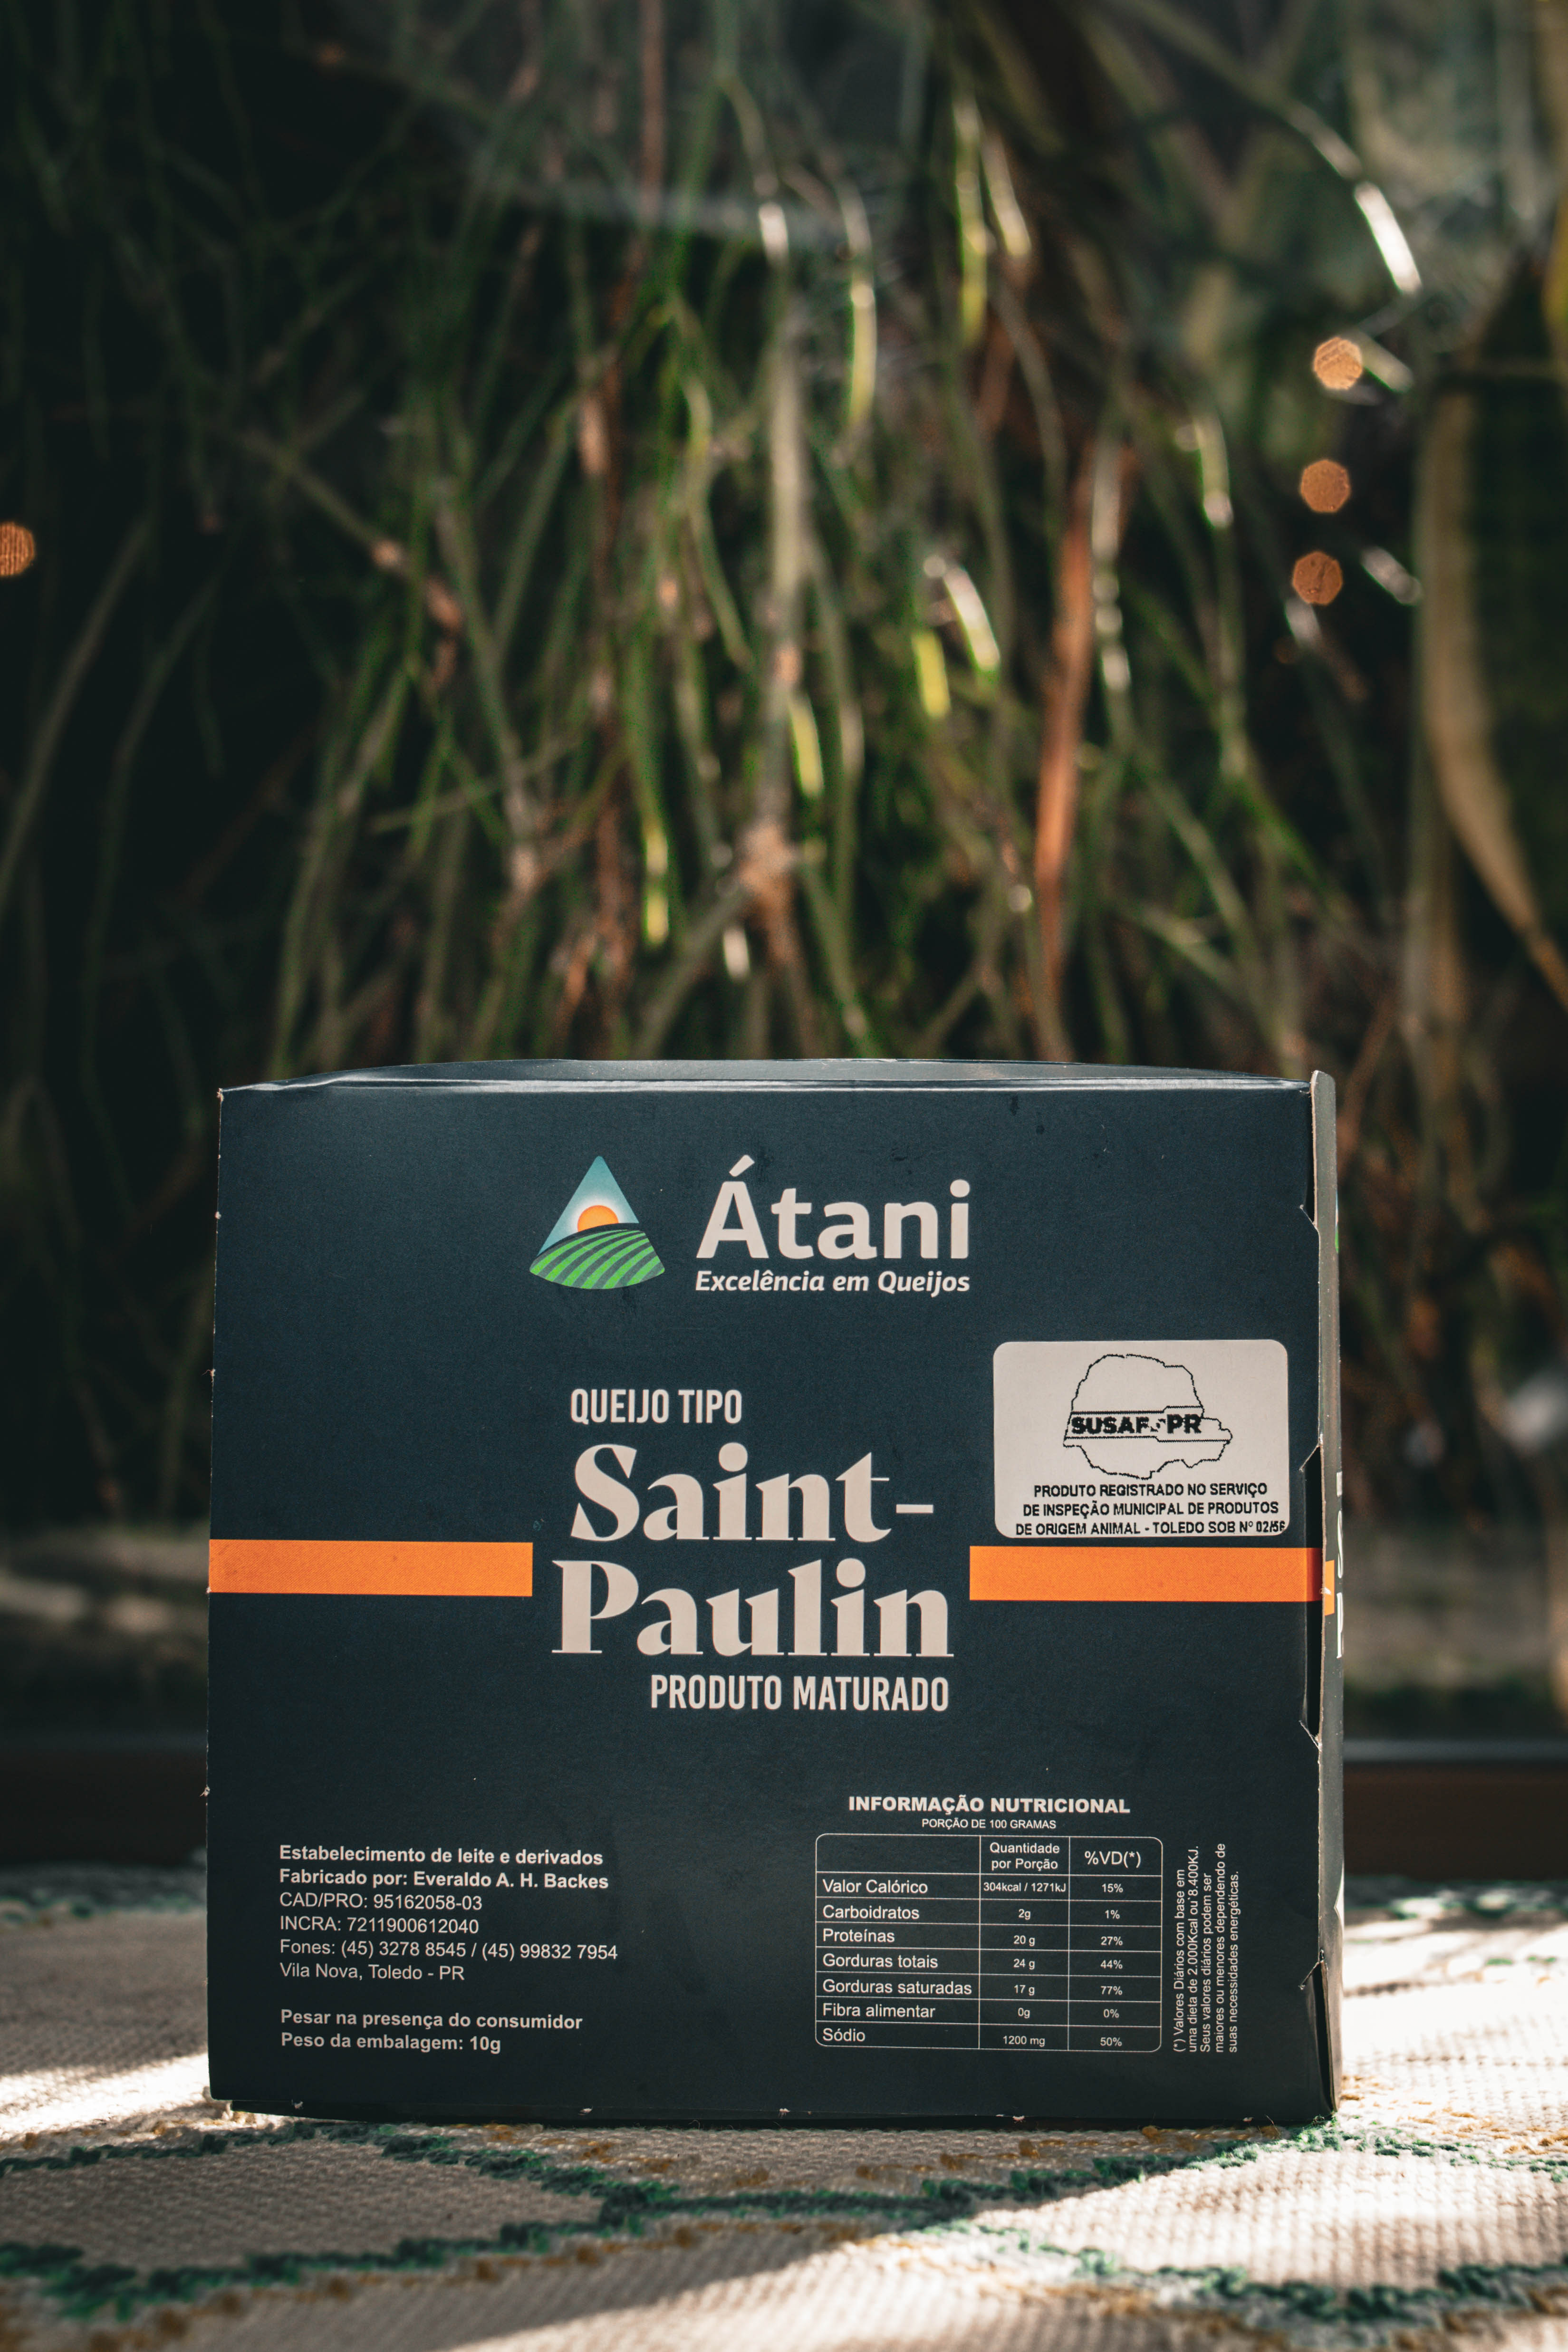 Átani
Excelência em Queijos
QUEIJO TIPO
Saint-
Paulin
PRODUTO MATURADO
SUSAF-PR
PRODUTO REGISTRADO NO SERVIÇO
DE INSPEÇÃO MUNICIPAL DE PRODUTOS
DE ORIGEM ANIMAL - TOLEDO SOB Nº 02/56
Estabelecimento de leite e derivados
Fabricado por: Everaldo A. H. Backes
CAD/PRO: 95162058-03
INCRA: 7211900612040
Fones: (45) 3278 8545 / (45) 99832 7954
Vila Nova, Toledo - PR
Pesar na presença do consumidor
Peso da embalagem: 10g
INFORMAÇÃO NUTRICIONAL
PORÇÃO DE 100 GRAMAS
Quantidade
por Porção
%VD(*)
Valor Calórico 304kcal / 1271kJ 15%
Carboidratos 2g 1%
Proteínas 20 g 27%
Gorduras totais 24 g 44%
Gorduras saturadas 17 g 77%
Fibra alimentar 0g 0%
Sódio 1200 mg 50%
(*) Valores Diários com base em
uma dieta de 2.000Kcal ou 8.400KJ.
Seus valores diários podem ser
maiores ou menores dependendo de
suas necessidades energéticas.